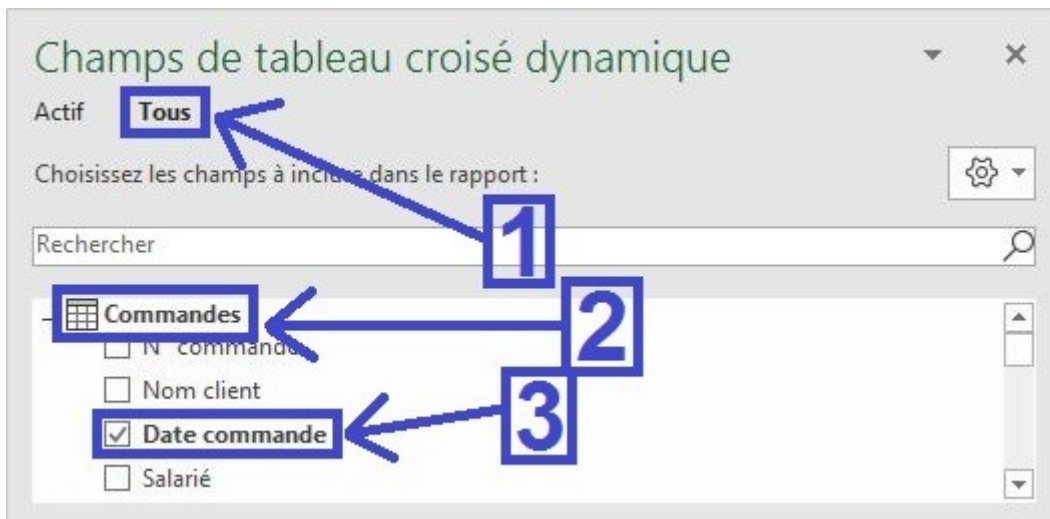 Champs de tableau croisé dynamique
Actif Tous
Choisissez les champs à inclure dans le rapport :
1
Rechercher
Commandes
2
N° commande
Nom client
3
Date commande
Salarié